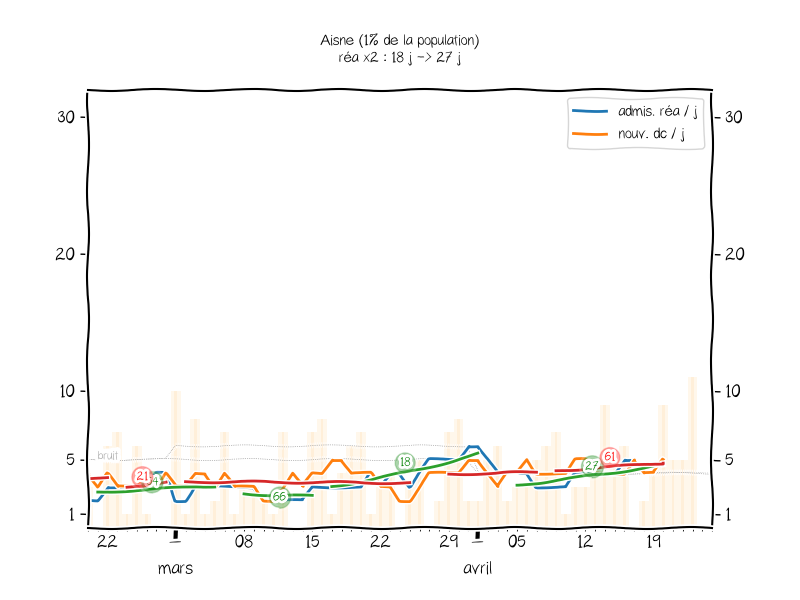 Aisne (1% de la population)
réa x2 : 18 j -> 27 j
admis. réa / j
nouv. dc / j
30 30
20 20
10 10
bruit
5 5
1 1
21 66 18 27 61
22 08 15 22 29 05 12 19
mars avril